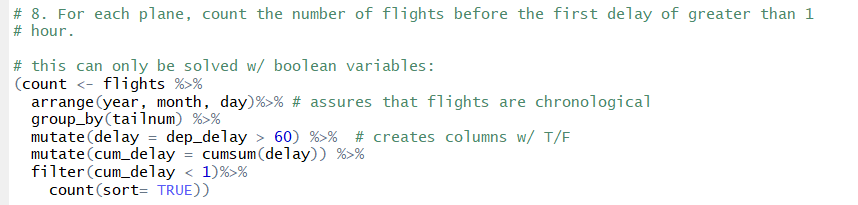 # 8. For each plane, count the number of flights before the first delay of greater than 1
# hour.
# this can only be solved w/ boolean variables:
(count <- flights %>%
arrange(year, month, day)%>% # assures that flights are chronological
group_by(tailnum) %>%
mutate(delay = dep_delay > 60) %>%  # creates columns w/ T/F
mutate(cum_delay = cumsum(delay)) %>%
filter(cum_delay < 1)%>%
count(sort= TRUE))